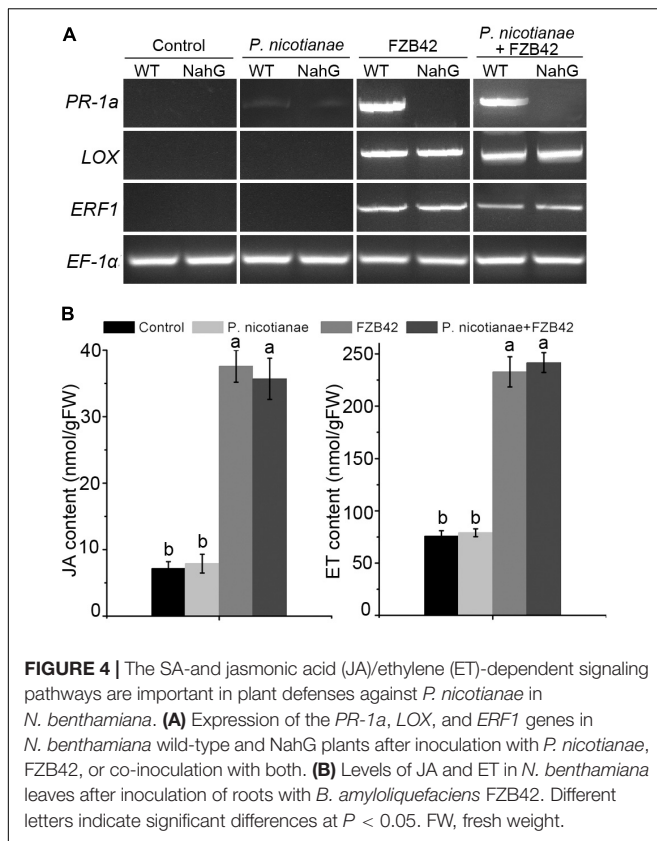 A
Control
P. nicotianae
FZB42
P. nicotianae
+ FZB42
WT NahG WT NahG WT NahG WT NahG
PR-1a
LOX
ERF1
EF-1α
B
Control P. nicotianae FZB42 P. nicotianae+FZB42
JA content (nmol/gFW)
40
30
20
10
0
b b a a
ET content (nmol/gFW)
250
200
150
100
50
0
b b a a
FIGURE 4 | The SA-and jasmonic acid (JA)/ethylene (ET)-dependent signaling
pathways are important in plant defenses against P. nicotianae in
N. benthamiana. (A) Expression of the PR-1a, LOX, and ERF1 genes in
N. benthamiana wild-type and NahG plants after inoculation with P. nicotianae,
FZB42, or co-inoculation with both. (B) Levels of JA and ET in N. benthamiana
leaves after inoculation of roots with B. amyloliquefaciens FZB42. Different
letters indicate significant differences at P < 0.05. FW, fresh weight.